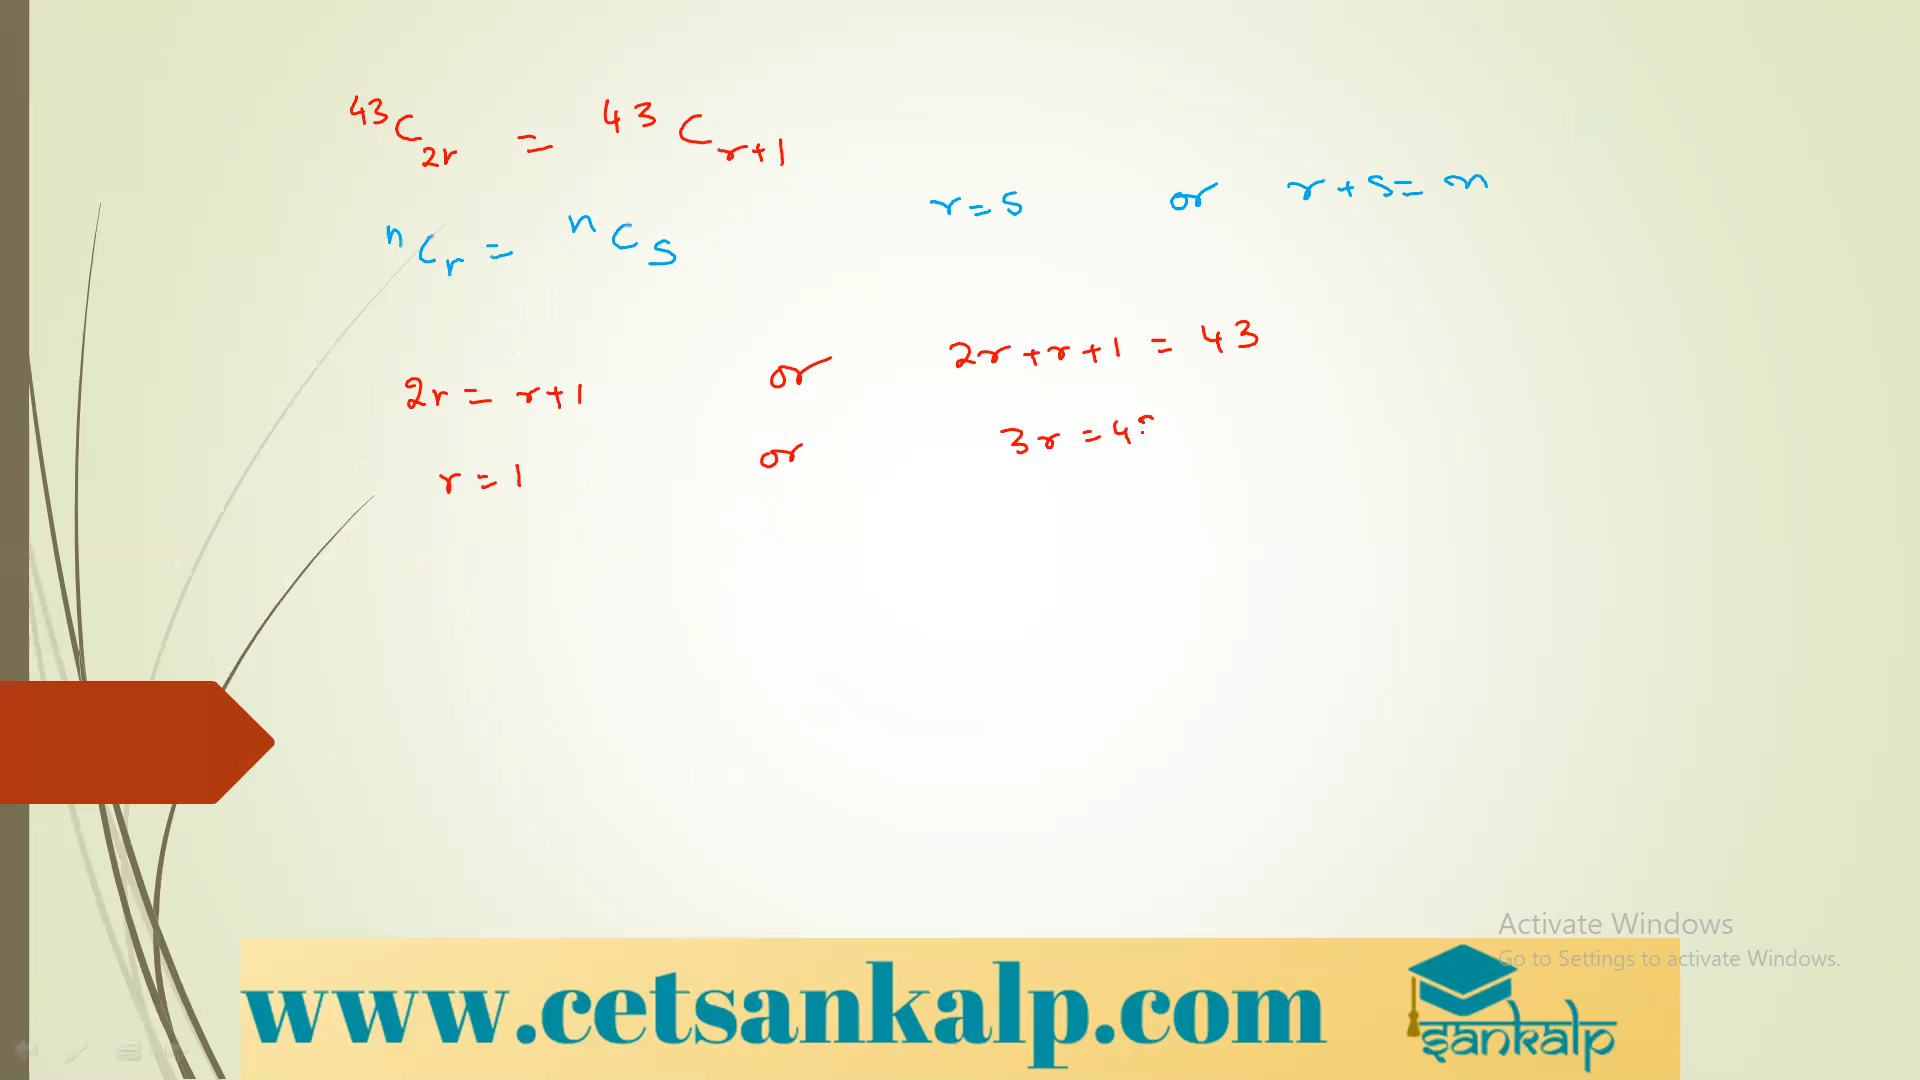 ⁴³C₂ᵣ = ⁴³Cᵣ₊₁
ⁿCᵣ = ⁿCₛ r = s or r + s = n
2r = r+1 or 2r+r+1 = 43
r = 1 or 3r = 4
Activate Windows
Go to Settings to activate Windows.
www.cetsankalp.com
sankalp